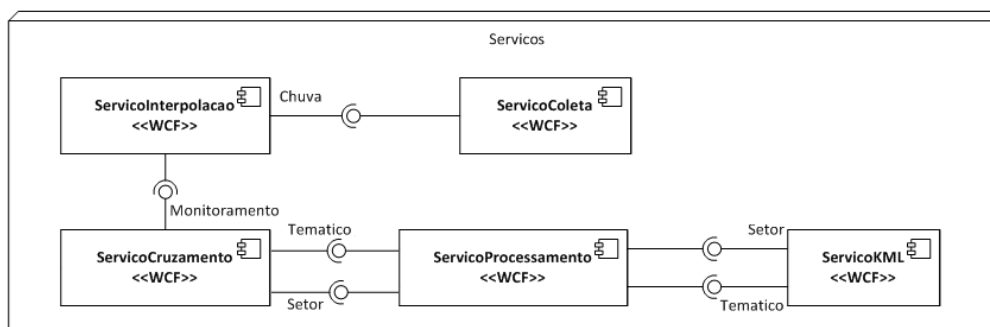 Servicos
ServicoInterpolacao
<<WCF>>
Chuva
ServicoColeta
<<WCF>>
Monitoramento
ServicoCruzamento
<<WCF>>
Tematico
Setor
ServicoProcessamento
<<WCF>>
Setor
Tematico
ServicoKML
<<WCF>>